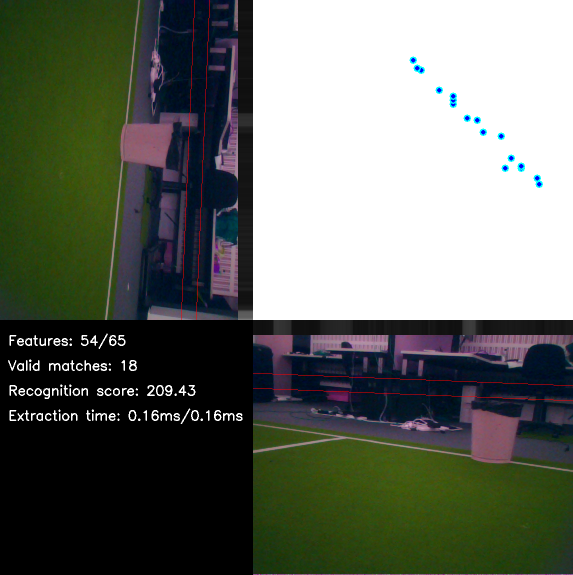 Features: 54/65
Valid matches: 18
Recognition score: 209.43
Extraction time: 0.16ms/0.16ms